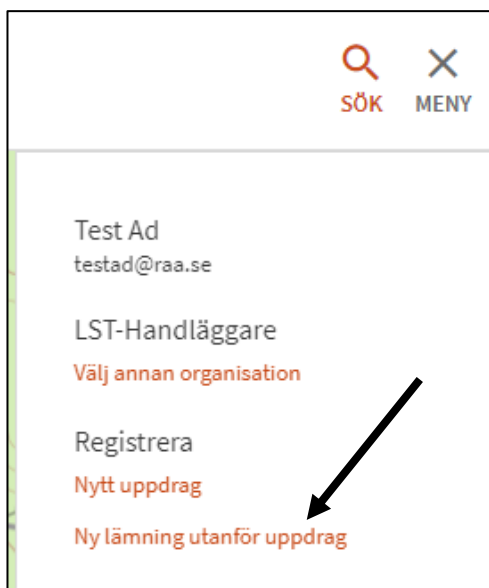 SÖK MENY
Test Ad
testad@raa.se
LST-Handläggare
Välj annan organisation
Registrera
Nytt uppdrag
Ny lämning utanför uppdrag